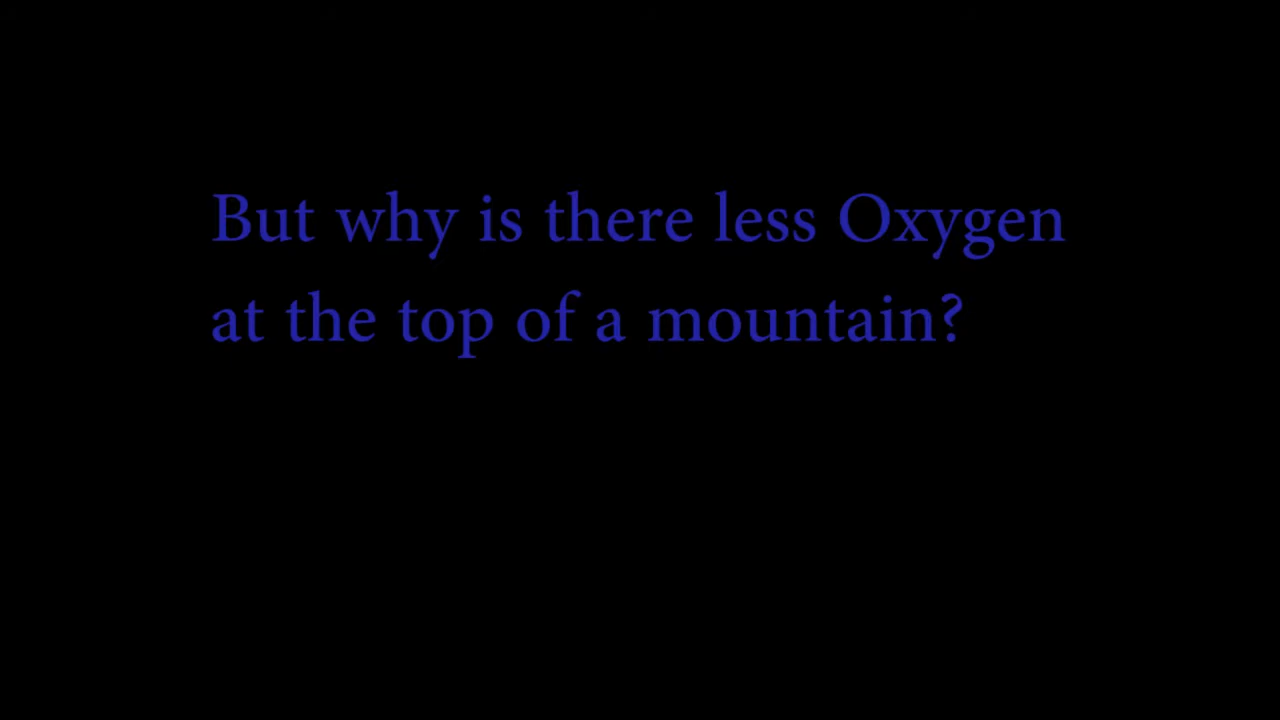 But why is there less Oxygen
at the top of a mountain?